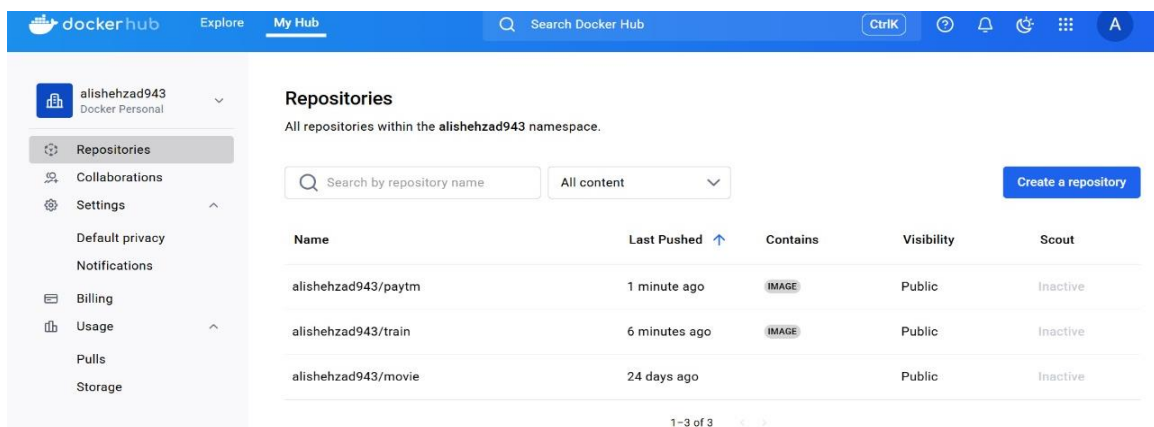 dockerhub Explore My Hub Search Docker Hub CtrlK A
alishehzad943
Docker Personal
Repositories
Collaborations
Settings
Default privacy
Notifications
Billing
Usage
Pulls
Storage
Repositories
All repositories within the alishehzad943 namespace.
Search by repository name All content Create a repository
Name Last Pushed Contains Visibility Scout
alishehzad943/paytm 1 minute ago IMAGE Public Inactive
alishehzad943/train 6 minutes ago IMAGE Public Inactive
alishehzad943/movie 24 days ago Public Inactive
1–3 of 3